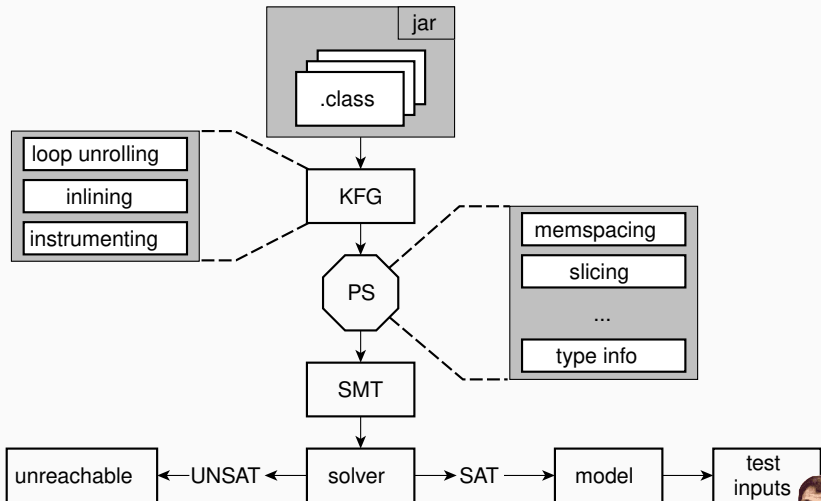 jar
.class
loop unrolling
inlining
instrumenting
KFG
memspacing
slicing
...
type info
PS
SMT
unreachable
UNSAT
solver
SAT
model
test
inputs